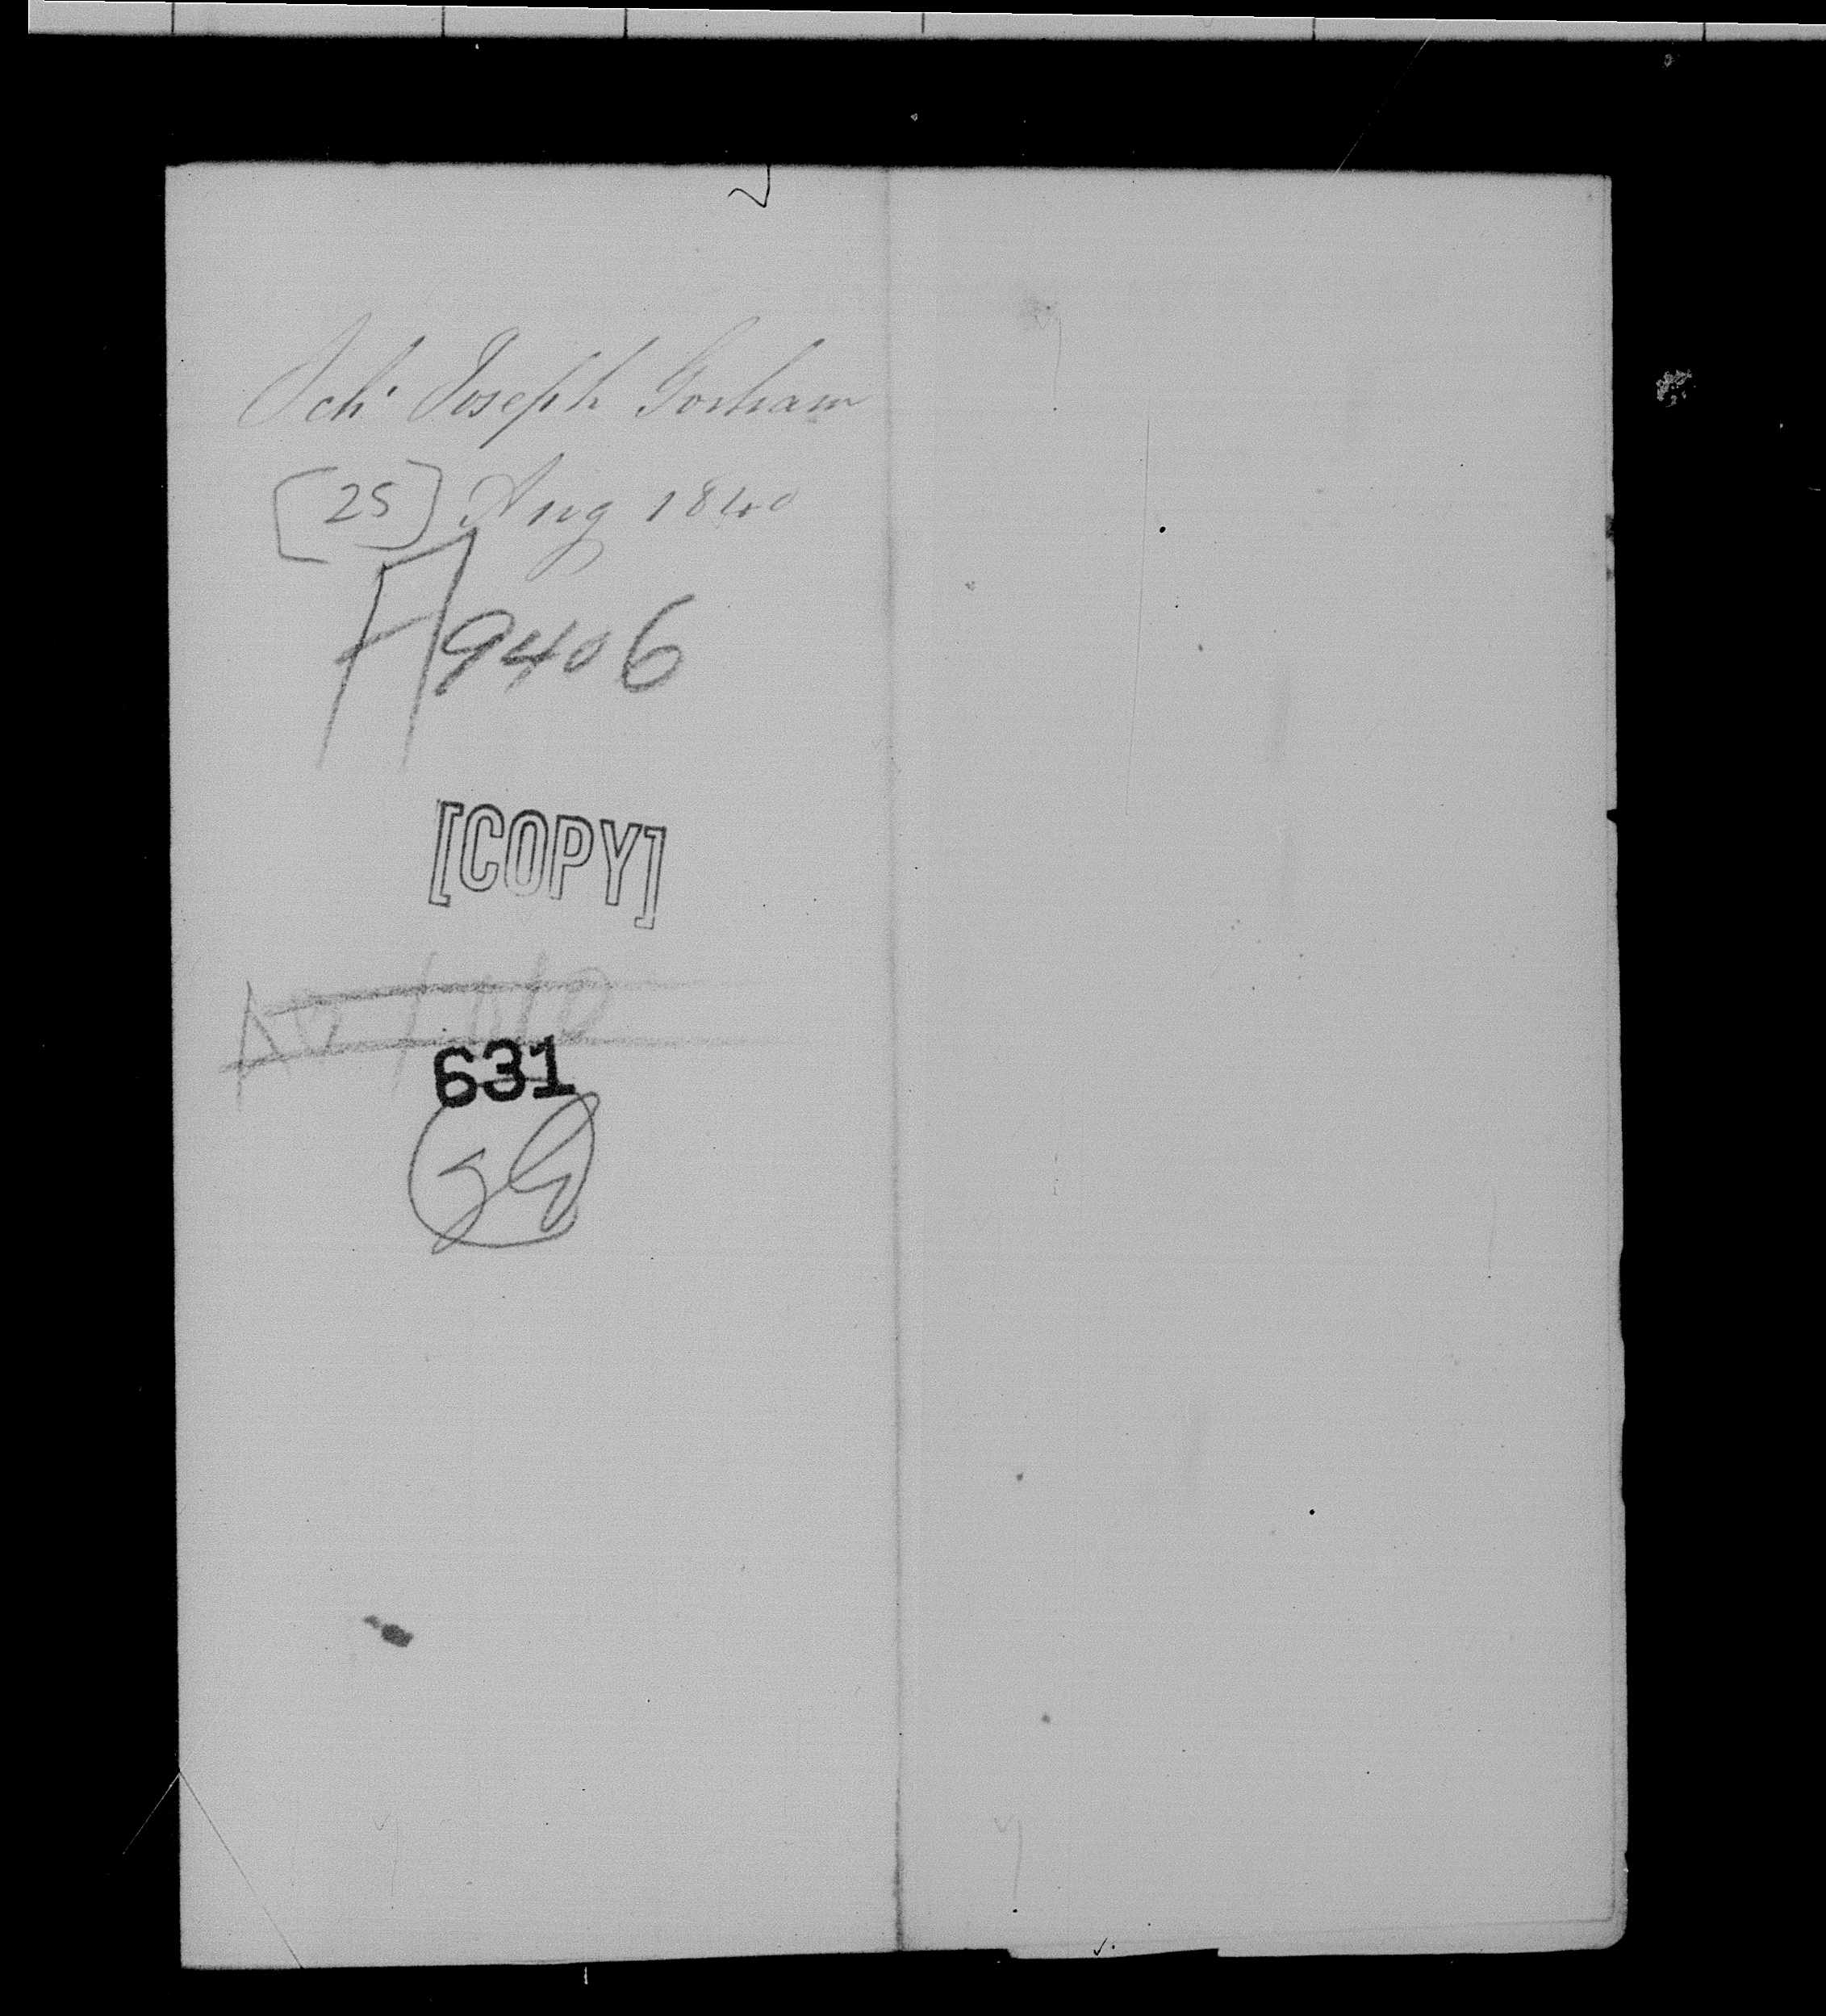 Sch: Joseph Gorham
[25] Aug 1840
A9406
[COPY]
631